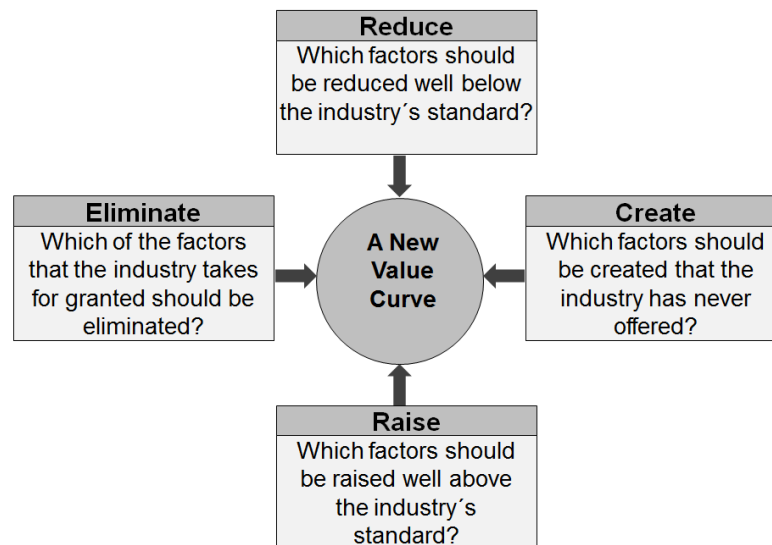 Reduce
Which factors should
be reduced well below
the industry´s standard?
Eliminate
Which of the factors
that the industry takes
for granted should be
eliminated?
A New
Value
Curve
Create
Which factors should
be created that the
industry has never
offered?
Raise
Which factors should
be raised well above
the industry´s
standard?